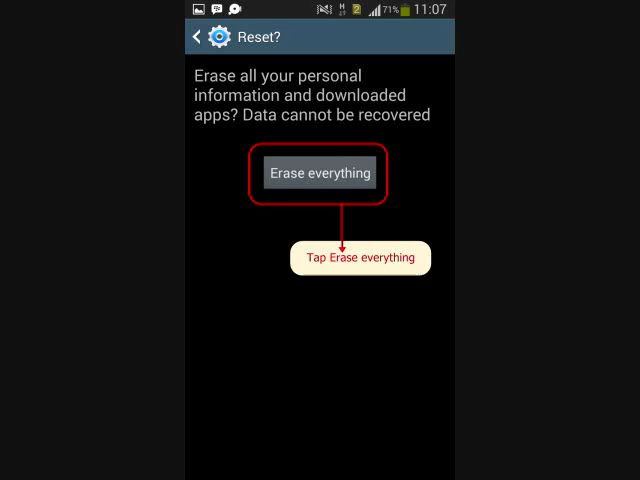 71% 11:07
Reset?
Erase all your personal
information and downloaded
apps? Data cannot be recovered
Erase everything
Tap Erase everything